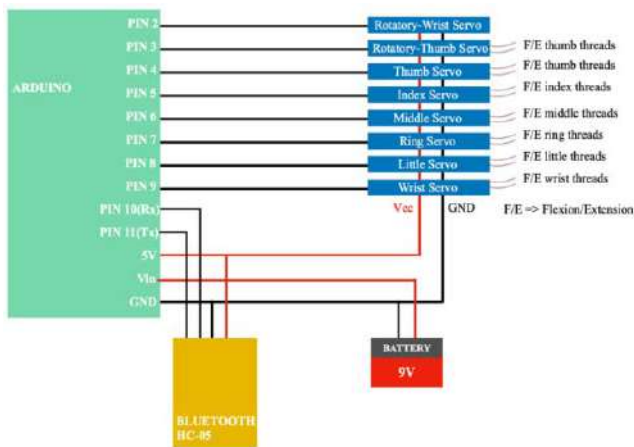 PIN 2
PIN 3
PIN 4
ARDUINO
PIN 5
PIN 6
PIN 7
PIN 8
PIN 9
PIN 10(Rx)
PIN 11(Tx)
5V
Vin
GND
Rotatory-Wrist Servo
Rotatory-Thumb Servo
Thumb Servo
Index Servo
Middle Servo
Ring Servo
Little Servo
Wrist Servo
F/E thumb threads
F/E thumb threads
F/E index threads
F/E middle threads
F/E ring threads
F/E little threads
F/E wrist threads
Vcc
GND
F/E => Flexion/Extension
BATTERY
9V
BLUETOOTH
HC-05